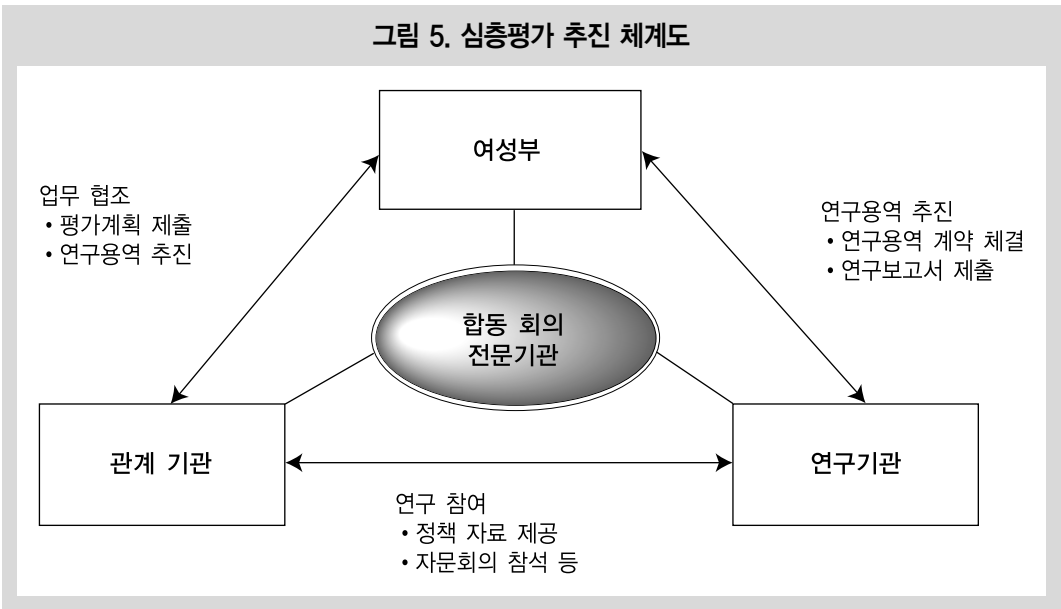 그림 5. 심층평가 추진 체계도
여성부
업무 협조
• 평가계획 제출
• 연구용역 추진
연구용역 추진
• 연구용역 계약 체결
• 연구보고서 제출
합동 회의
전문기관
관계 기관
연구기관
연구 참여
• 정책 자료 제공
• 자문회의 참석 등